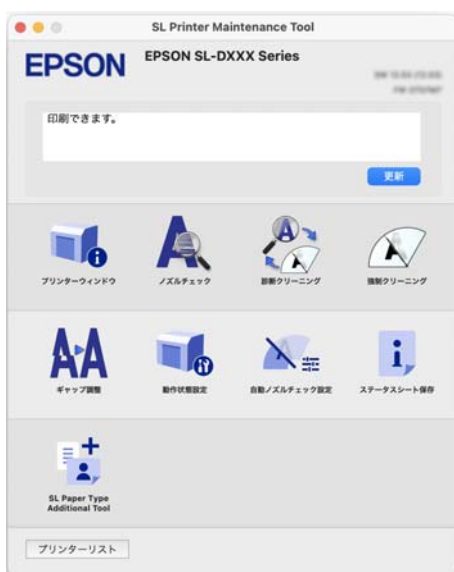 SL Printer Maintenance Tool
EPSON
EPSON SL-DXXX Series
印刷できます。
更新
プリンターウィンドウ
ノズルチェック
診断クリーニング
強制クリーニング
ギャップ調整
動作状態設定
自動ノズルチェック設定
ステータスシート保存
SL Paper Type
Additional Tool
プリンターリスト